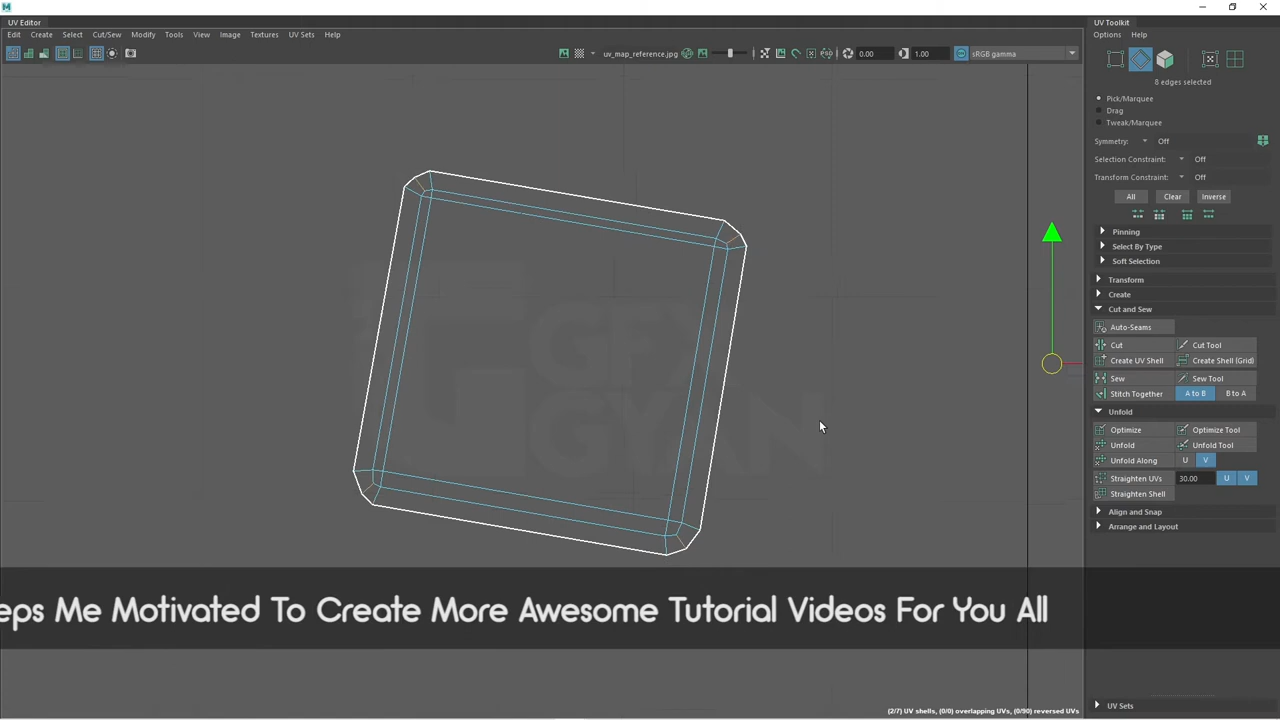 UV Editor
UV Toolkit
Edit Create Select Cut/Sew Modify Tools View Image Textures UV Sets Help
Options Help
uv_map_reference.jpg 0.00 1.00 sRGB gamma
8 edges selected
Pick/Marquee
Drag
Tweak/Marquee
Symmetry: Off
Selection Constraint: Off
Transform Constraint: Off
All Clear Inverse
Pinning
Select By Type
Soft Selection
Transform
Create
Cut and Sew
Auto-Seams
Cut Cut Tool
Create UV Shell Create Shell (Grid)
Sew Sew Tool
Stitch Together A to B B to A
Unfold
Optimize Optimize Tool
Unfold Unfold Tool
Unfold Along U V
Straighten UVs 30.00 U V
Straighten Shell
Align and Snap
Arrange and Layout
GFX
GYAN
eps Me Motivated To Create More Awesome Tutorial Videos For You All
(2/7) UV shells, (0/0) overlapping UVs, (0/90) reversed UVs
UV Sets